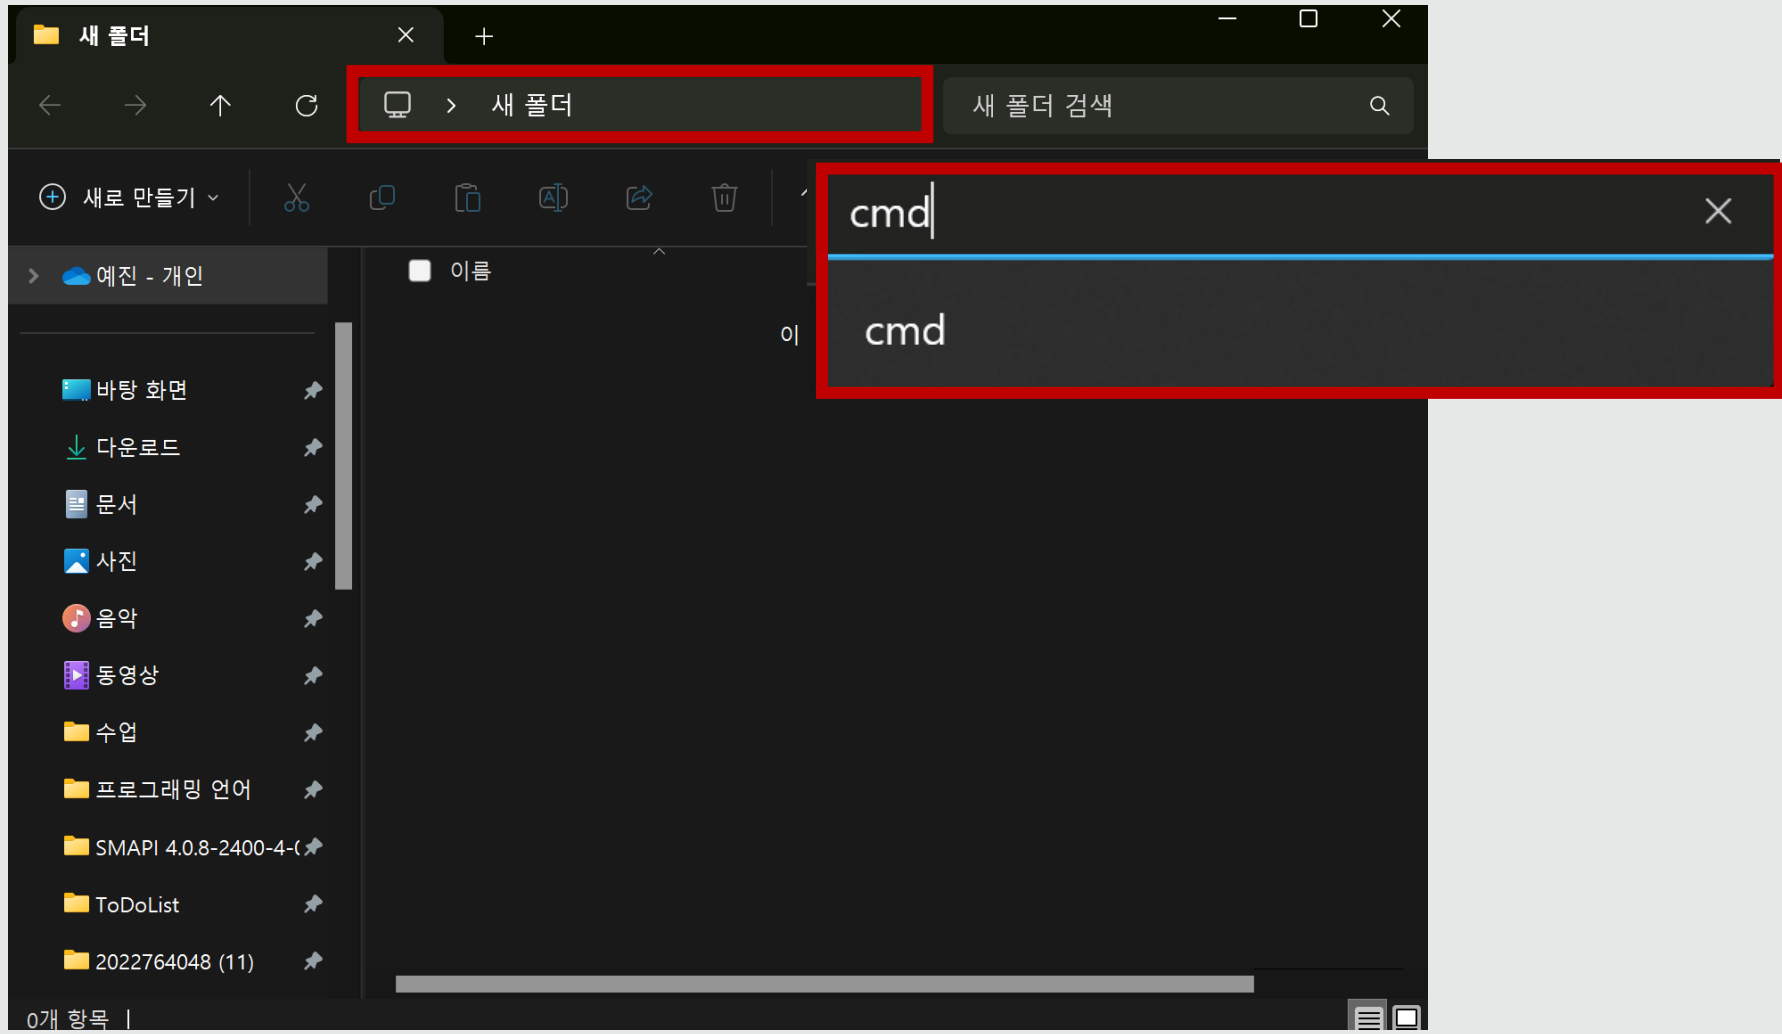 새 폴더
새 폴더
새 폴더 검색
새로 만들기
cmd
cmd
예진 - 개인
이름
이
바탕 화면
다운로드
문서
사진
음악
동영상
수업
프로그래밍 언어
SMAPI 4.0.8-2400-4-(
ToDoList
2022764048 (11)
0개 항목